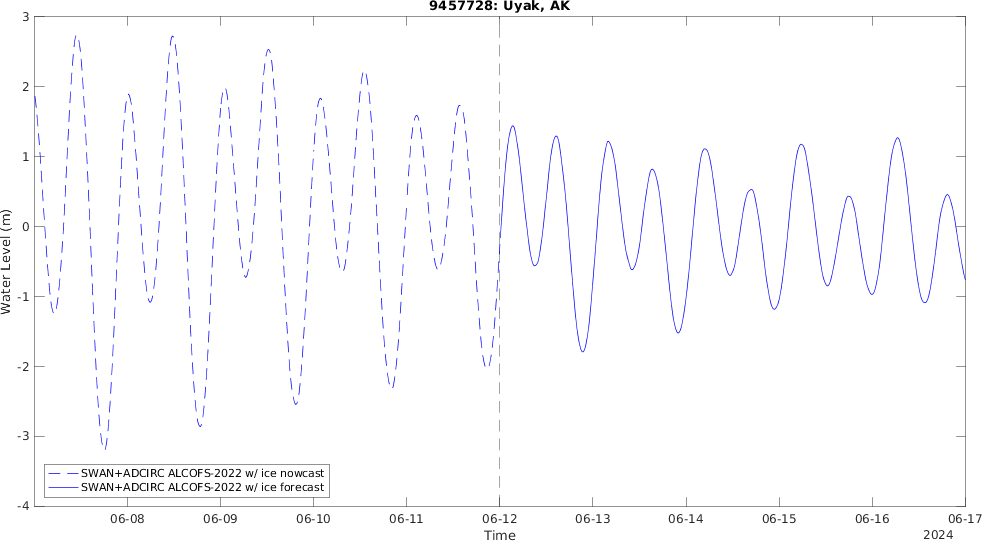 9457728: Uyak, AK
3
2
1
0
-1
-2
-3
-4
Water Level (m)
SWAN+ADCIRC ALCOFS-2022 w/ ice nowcast
SWAN+ADCIRC ALCOFS-2022 w/ ice forecast
06-08 06-09 06-10 06-11 06-12 06-13 06-14 06-15 06-16 06-17
Time
2024